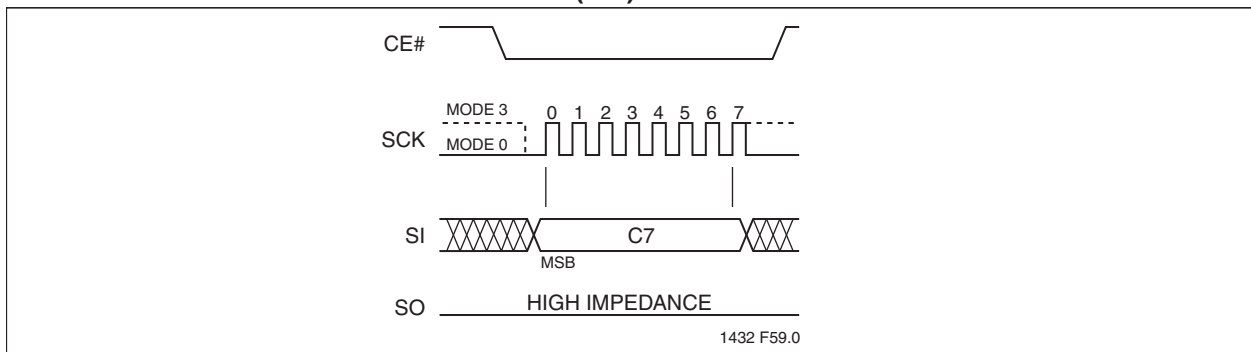 CE#
MODE 3
0 1 2 3 4 5 6 7
SCK
MODE 0
SI
C7
MSB
SO
HIGH IMPEDANCE
1432 F59.0